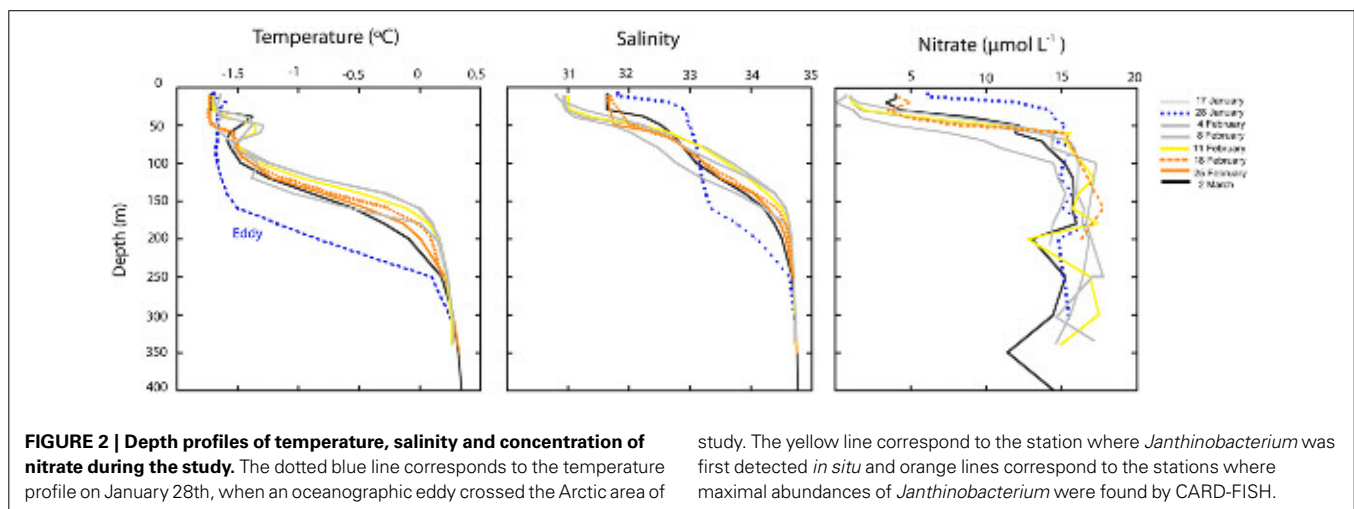 Temperature (ºC)
Salinity
Nitrate (μmol L⁻¹)
-1.5 -1 -0.5 0 0.5
31 32 33 34 35
5 10 15 20
0
50
100
150
200
250
300
350
400
Depth (m)
Eddy
17 January
28 January
4 February
8 February
11 February
18 February
25 February
2 March
FIGURE 2 | Depth profiles of temperature, salinity and concentration of
nitrate during the study. The dotted blue line corresponds to the temperature
profile on January 28th, when an oceanographic eddy crossed the Arctic area of
study. The yellow line correspond to the station where Janthinobacterium was
first detected in situ and orange lines correspond to the stations where
maximal abundances of Janthinobacterium were found by CARD-FISH.